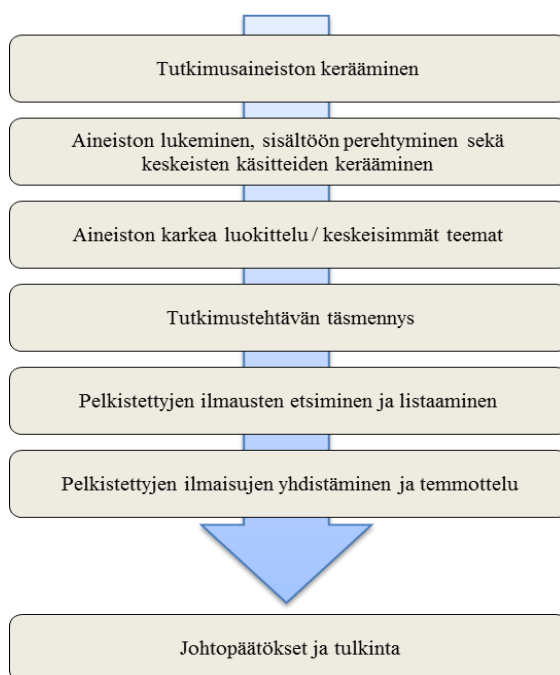 Tutkimusaineiston kerääminen
Aineiston lukeminen, sisältöön perehtyminen sekä
keskeisten käsitteiden kerääminen
Aineiston karkea luokittelu / keskeisimmät teemat
Tutkimustehtävän täsmennys
Pelkistettyjen ilmausten etsiminen ja listaaminen
Pelkistettyjen ilmaisujen yhdistäminen ja temmottelu
Johtopäätökset ja tulkinta